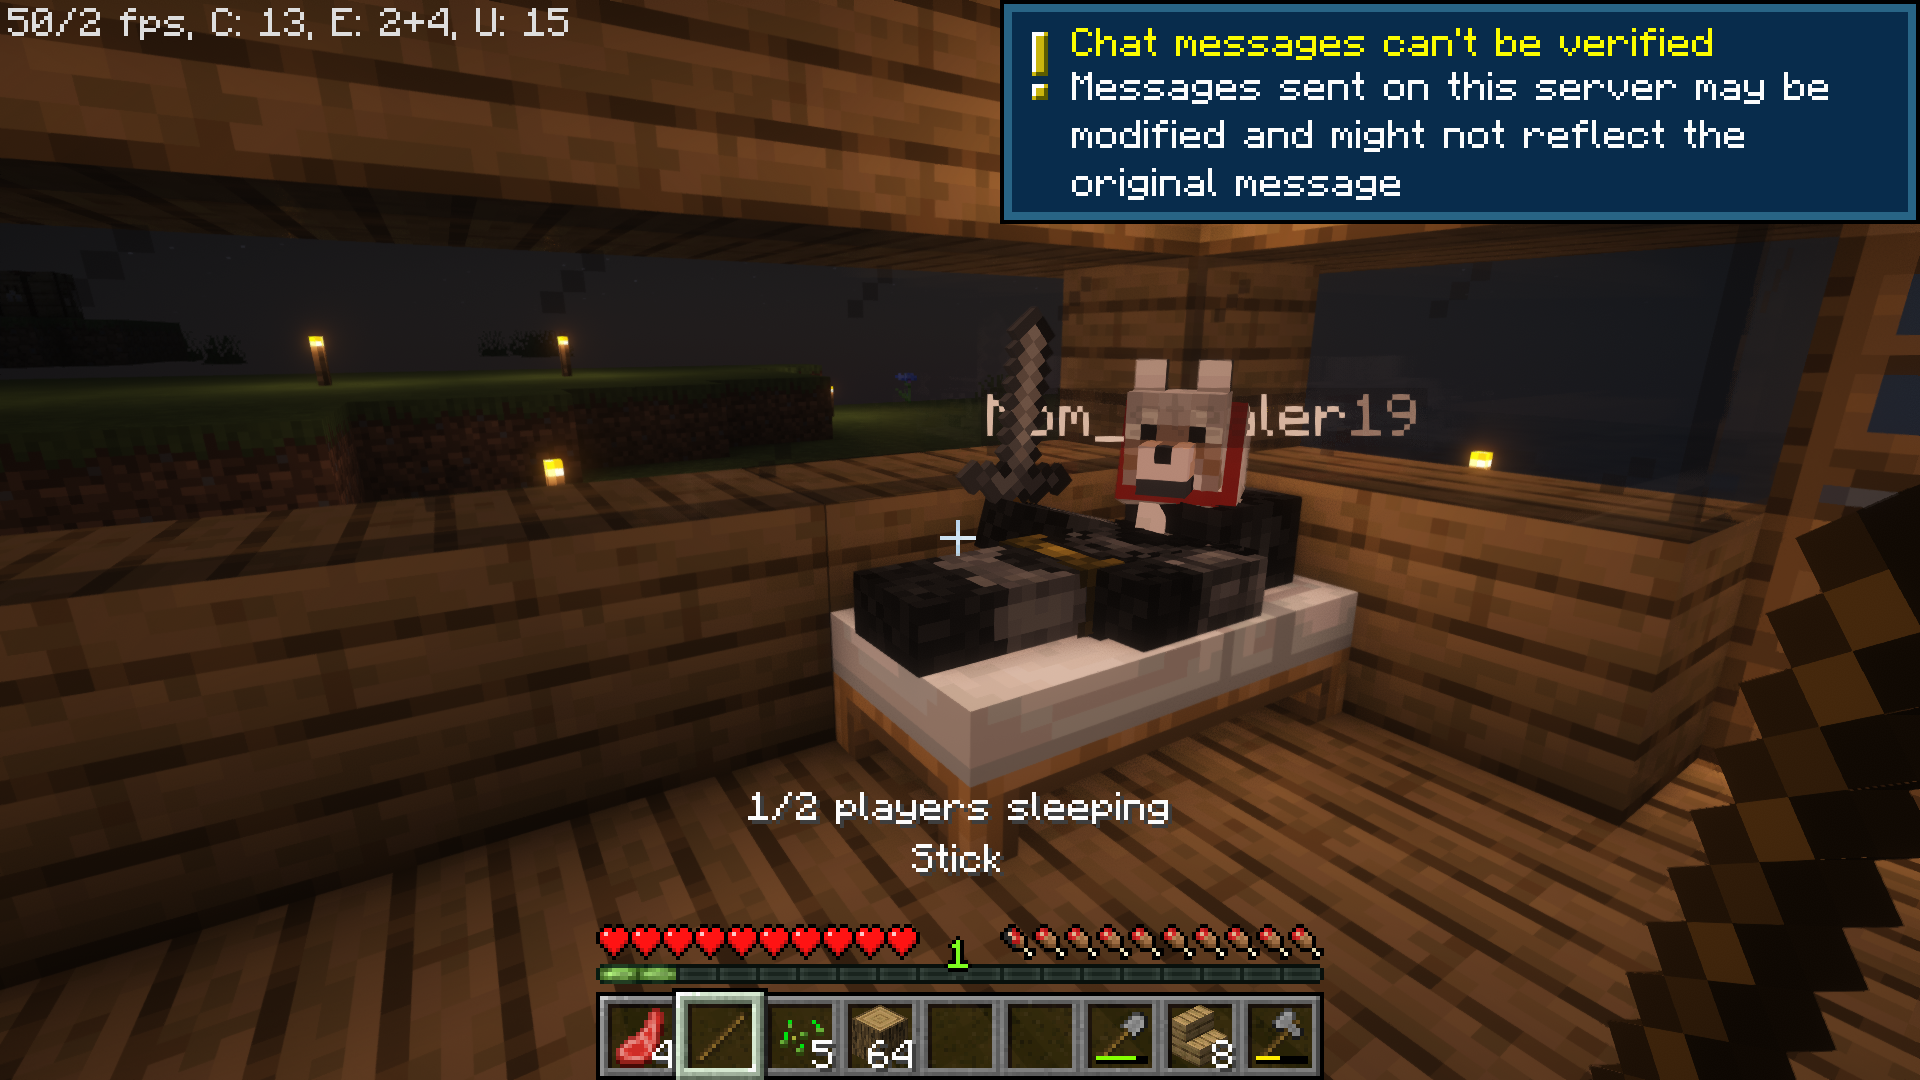 50/2 fps, C: 13, E: 2+4, U: 15
Chat messages can't be verified
Messages sent on this server may be
modified and might not reflect the
original message
1/2 players sleeping
Stick
1
4
5
64
8